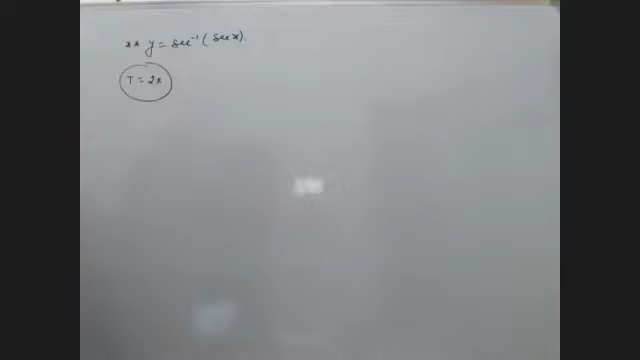 ** y = sec⁻¹(sec x).
T = 2π